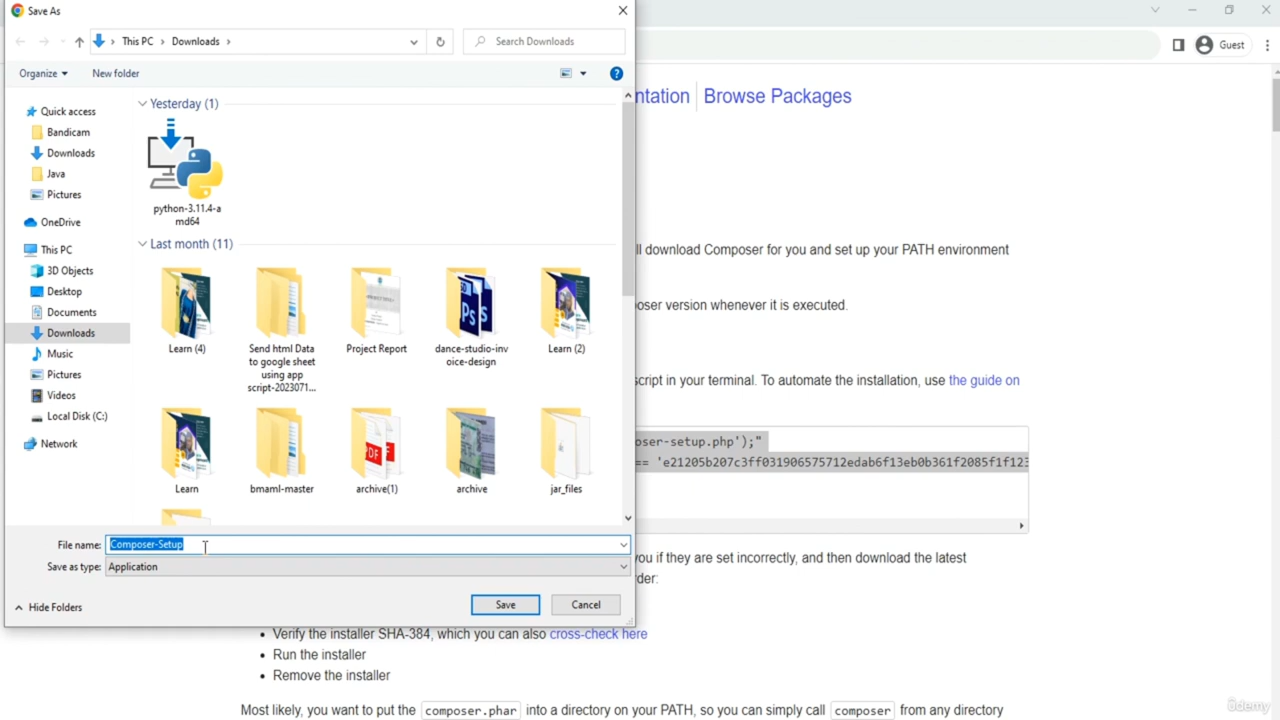 Save As
This PC
Downloads
Search Downloads
Guest
Organize
New folder
Quick access
Bandicam
Downloads
Java
Pictures
OneDrive
This PC
3D Objects
Desktop
Documents
Downloads
Music
Pictures
Videos
Local Disk (C:)
Network
Yesterday (1)
python-3.11.4-a
md64
Last month (11)
Learn (4)
Send html Data
to google sheet
using app
script-2023071...
Project Report
dance-studio-inv
oice-design
Learn (2)
Learn
bmaml-master
archive(1)
archive
jar_files
File name:
Composer-Setup
Save as type:
Application
Hide Folders
Save
Cancel
ntation
Browse Packages
ll download Composer for you and set up your PATH environment
oser version whenever it is executed.
script in your terminal. To automate the installation, use the guide on
oser-setup.php');"
== 'e21205b207c3ff031906575712edab6f13eb0b361f2085f1f123
you if they are set incorrectly, and then download the latest
rder:
Verify the installer SHA-384, which you can also cross-check here
Run the installer
Remove the installer
Most likely, you want to put the composer.phar into a directory on your PATH, so you can simply call composer from any directory
ûdemy